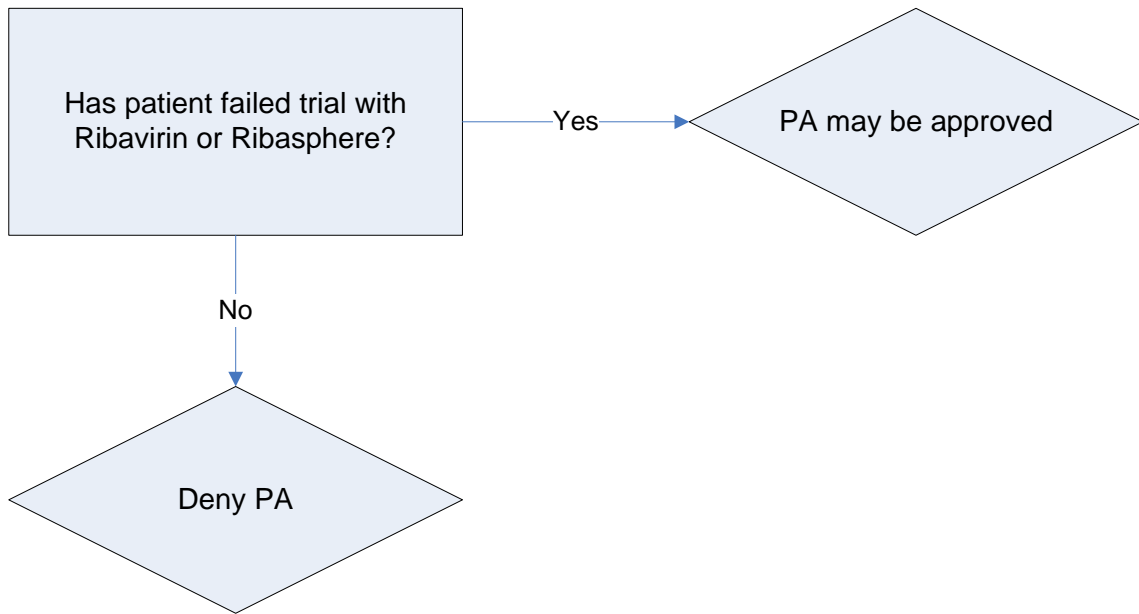 Has patient failed trial with
Ribavirin or Ribasphere?
Yes
PA may be approved
No
Deny PA